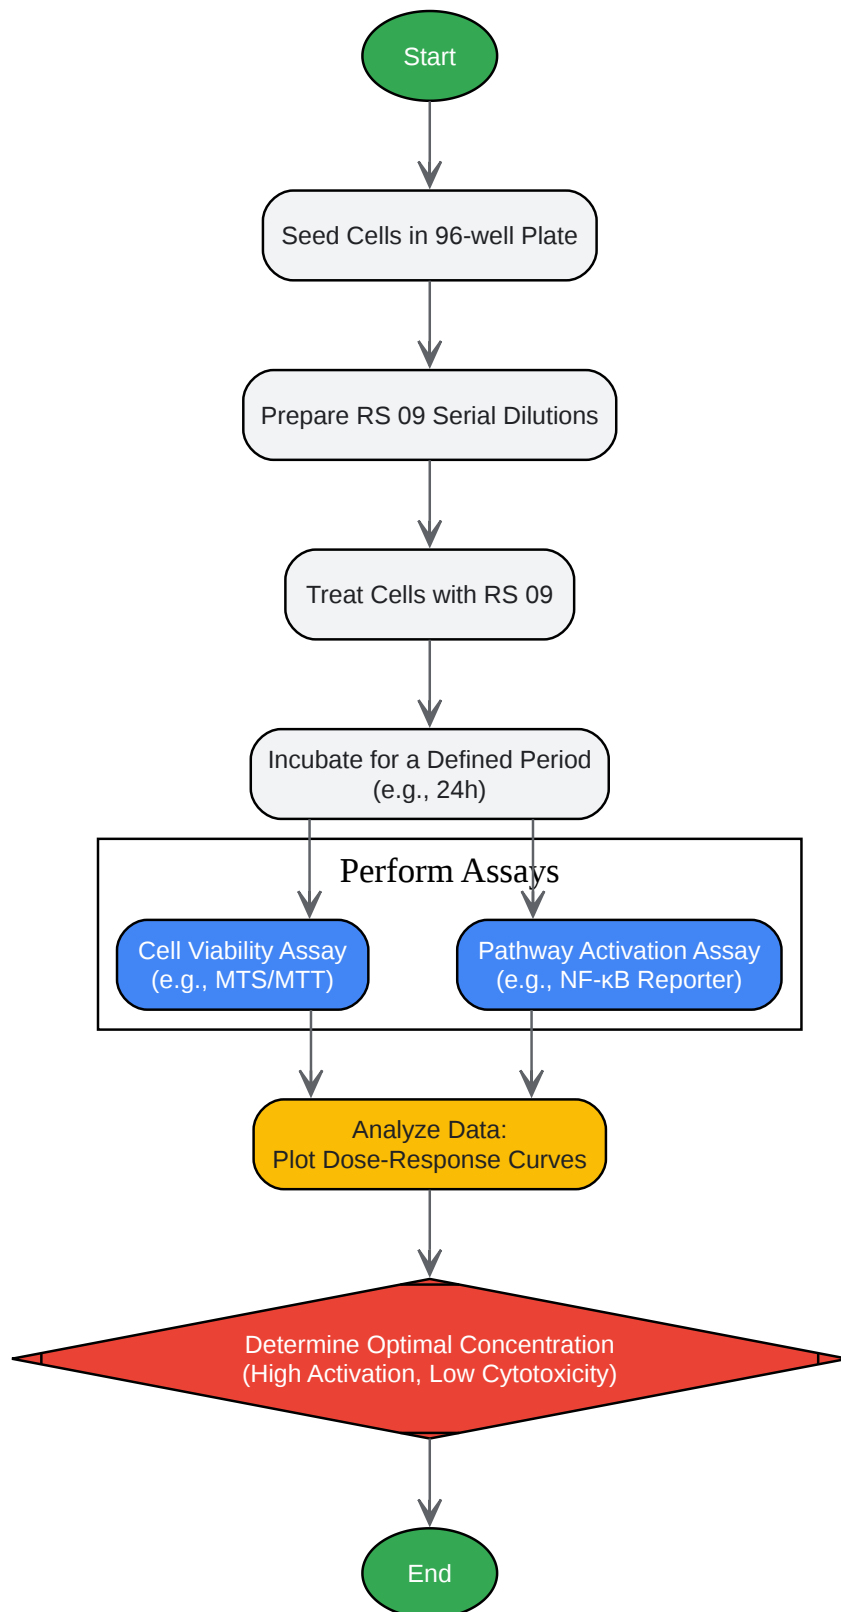 Start
Seed Cells in 96-well Plate
Prepare RS 09 Serial Dilutions
Treat Cells with RS 09
Incubate for a Defined Period
(e.g., 24h)
Perform Assays
Cell Viability Assay
(e.g., MTS/MTT)
Pathway Activation Assay
(e.g., NF-κB Reporter)
Analyze Data:
Plot Dose-Response Curves
Determine Optimal Concentration
(High Activation, Low Cytotoxicity)
End